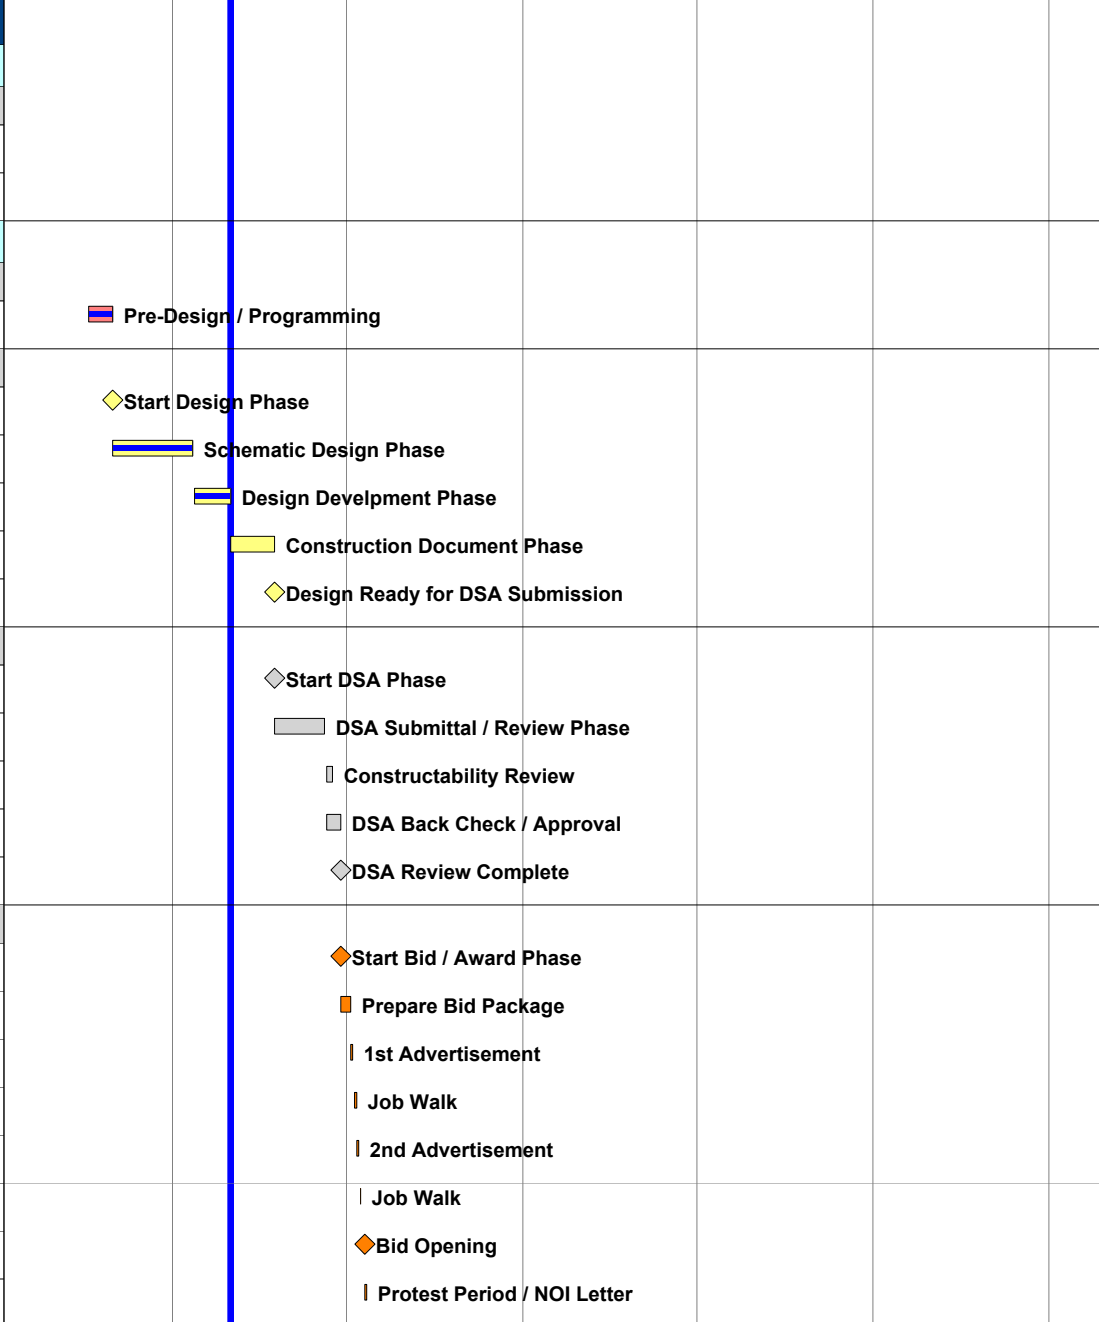 Pre-Design / Programming
Start Design Phase
Schematic Design Phase
Design Develpment Phase
Construction Document Phase
Design Ready for DSA Submission
Start DSA Phase
DSA Submittal / Review Phase
Constructability Review
DSA Back Check / Approval
DSA Review Complete
Start Bid / Award Phase
Prepare Bid Package
1st Advertisement
Job Walk
2nd Advertisement
Job Walk
Bid Opening
Protest Period / NOI Letter